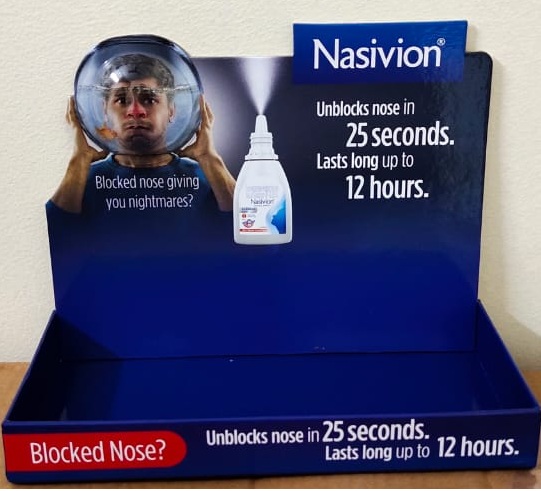 Nasivion®
Unblocks nose in
25 seconds.
Lasts long up to
12 hours.
Blocked nose giving
you nightmares?
Nasivion
Blocked Nose?
Unblocks nose in 25 seconds.
Lasts long up to 12 hours.